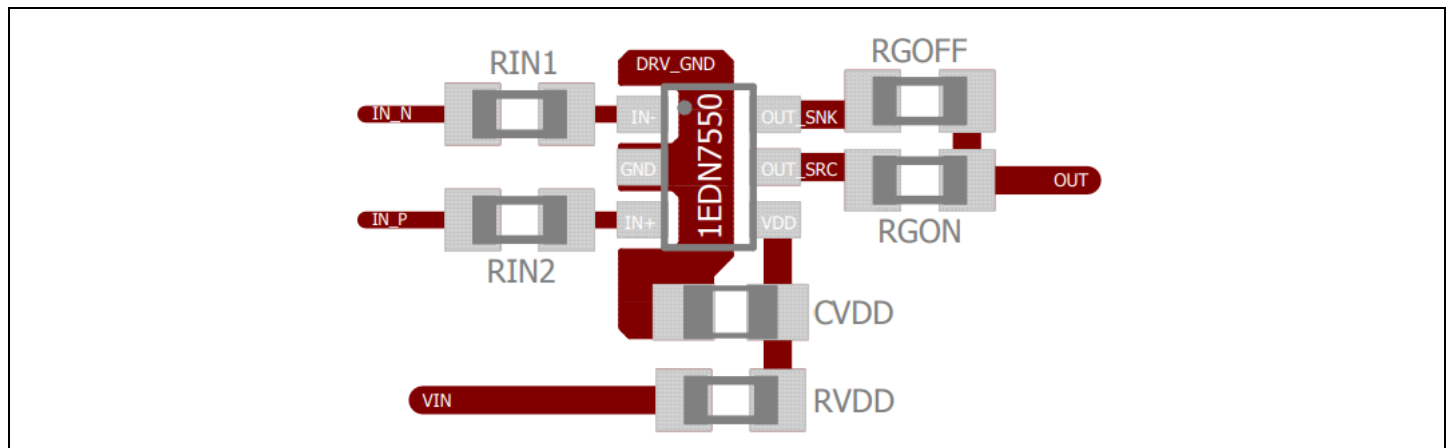 RIN1
DRV_GND
RGOFF
IN_N
IN-
1EDN7550
OUT_SNK
GND
OUT_SRC
OUT
IN_P
IN+
VDD
RGON
RIN2
CVDD
VIN
RVDD